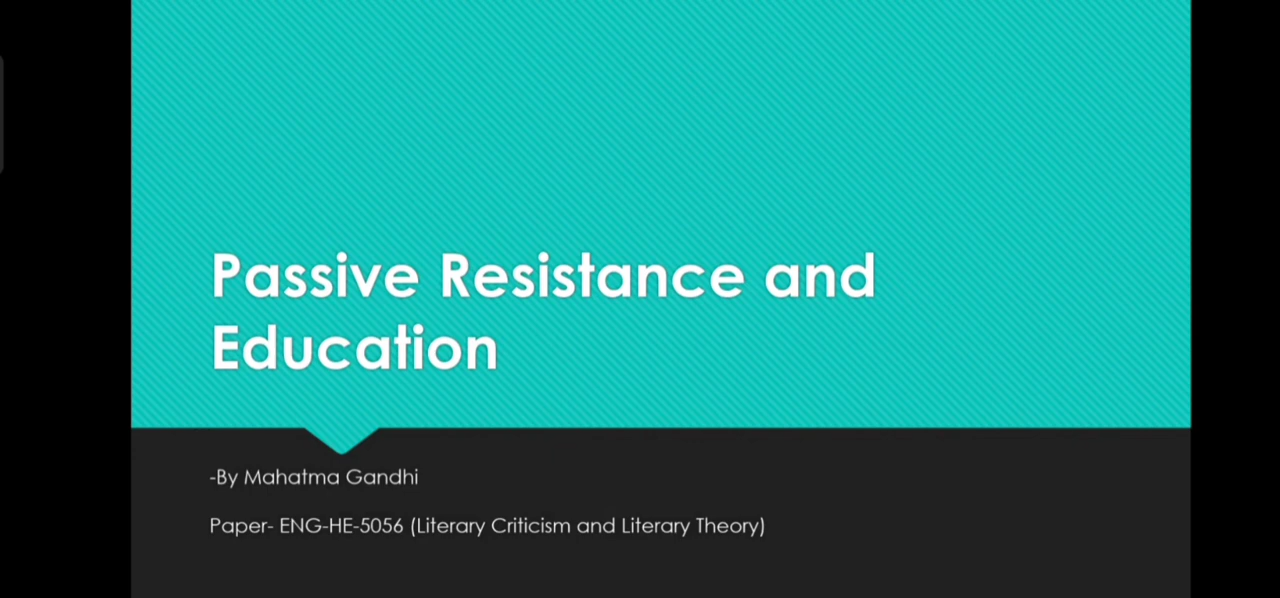 Passive Resistance and
Education
-By Mahatma Gandhi
Paper- ENG-HE-5056 (Literary Criticism and Literary Theory)